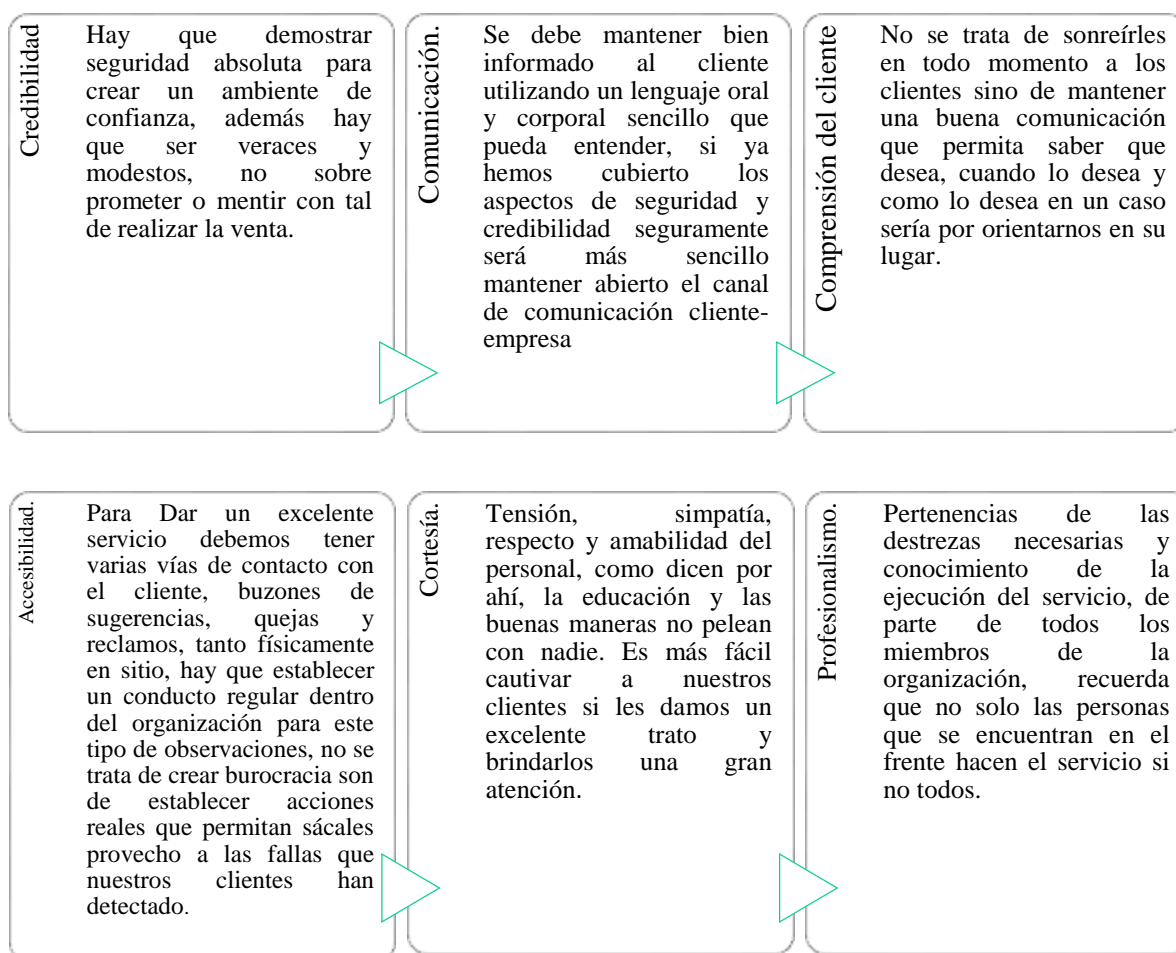 Credibilidad
Hay que demostrar
seguridad absoluta para
crear un ambiente de
confianza, además hay
que ser veraces y
modestos, no sobre
prometer o mentir con tal
de realizar la venta.
Comunicación.
Se debe mantener bien
informado al cliente
utilizando un lenguaje oral
y corporal sencillo que
pueda entender, si ya
hemos cubierto los
aspectos de seguridad y
credibilidad seguramente
será más sencillo
mantener abierto el canal
de comunicación cliente-
empresa
Comprensión del cliente
No se trata de sonreírles
en todo momento a los
clientes sino de mantener
una buena comunicación
que permita saber que
desea, cuando lo desea y
como lo desea en un caso
sería por orientarnos en su
lugar.
Accesibilidad.
Para Dar un excelente
servicio debemos tener
varias vías de contacto con
el cliente, buzones de
sugerencias, quejas y
reclamos, tanto físicamente
en sitio, hay que establecer
un conducto regular dentro
del organización para este
tipo de observaciones, no se
trata de crear burocracia son
de establecer acciones
reales que permitan sácales
provecho a las fallas que
nuestros clientes han
detectado.
Cortesía.
Tensión, simpatía,
respecto y amabilidad del
personal, como dicen por
ahí, la educación y las
buenas maneras no pelean
con nadie. Es más fácil
cautivar a nuestros
clientes si les damos un
excelente trato y
brindarlos una gran
atención.
Profesionalismo.
Pertenencias de las
destrezas necesarias y
conocimiento de la
ejecución del servicio, de
parte de todos los
miembros de la
organización, recuerda
que no solo las personas
que se encuentran en el
frente hacen el servicio si
no todos.